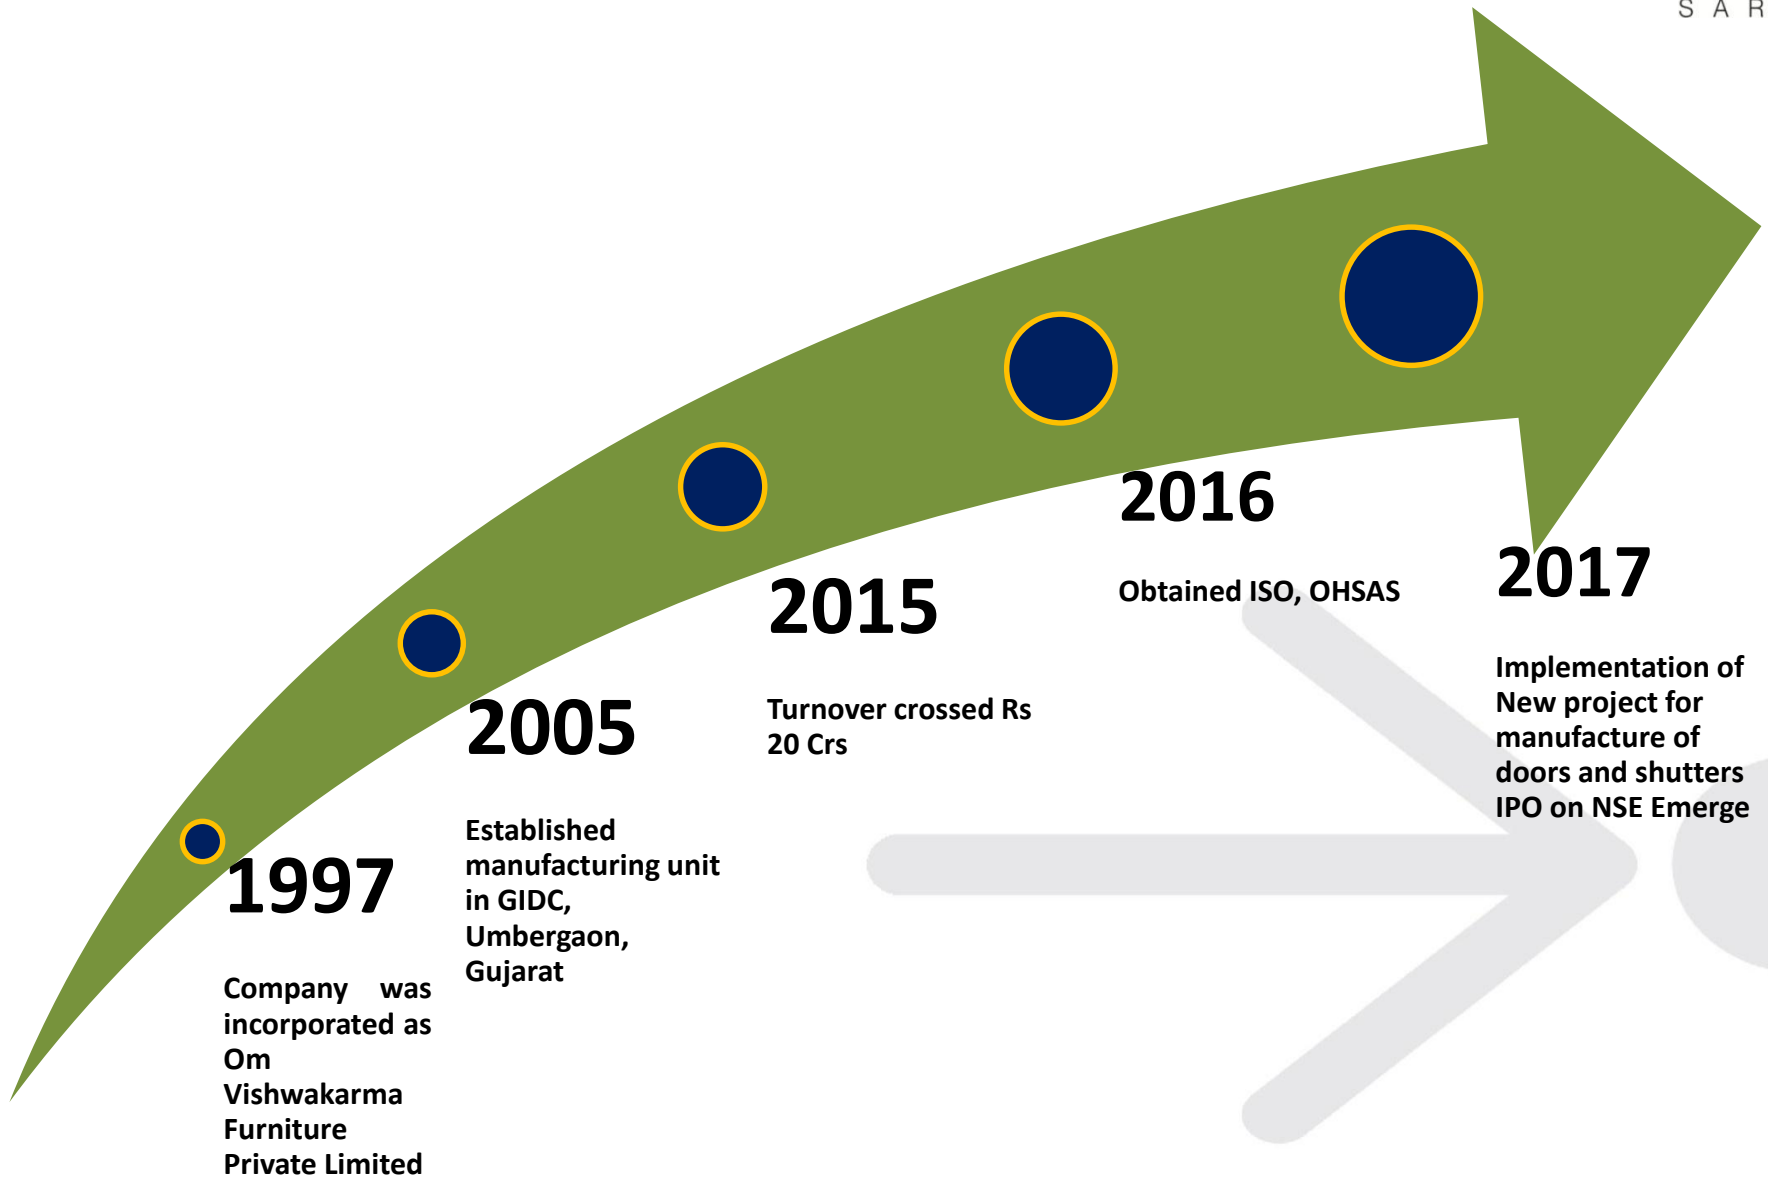 S A R
1997
Company was
incorporated as
Om
Vishwakarma
Furniture
Private Limited
2005
Established
manufacturing unit
in GIDC,
Umbergaon,
Gujarat
2015
Turnover crossed Rs
20 Crs
2016
Obtained ISO, OHSAS
2017
Implementation of
New project for
manufacture of
doors and shutters
IPO on NSE Emerge